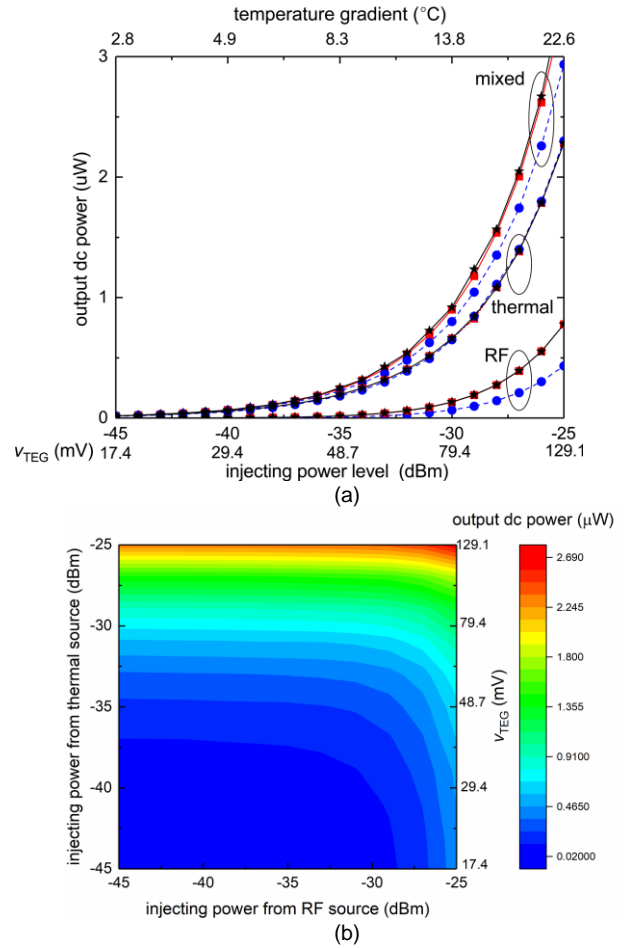 temperature gradient (°C)
2.8 4.9 8.3 13.8 22.6
3
mixed
2
output dc power (uW)
thermal
1
RF
0
-45 -40 -35 -30 -25
vTEG (mV) 17.4 29.4 48.7 79.4 129.1
injecting power level (dBm)
(a)
output dc power (μW)
-25 129.1 2.690
injecting power from thermal source (dBm)
2.245
-30 79.4
1.800
-35 48.7 1.355
vTEG (mV)
0.9100
-40 29.4
0.4650
-45 17.4 0.02000
-45 -40 -35 -30 -25
injecting power from RF source (dBm)
(b)